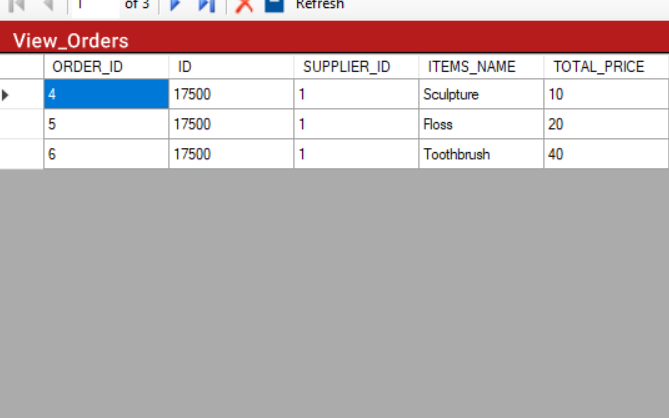 1 of 3 Refresh
View_Orders
ORDER_ID ID SUPPLIER_ID ITEMS_NAME TOTAL_PRICE
4 17500 1 Sculpture 10
5 17500 1 Floss 20
6 17500 1 Toothbrush 40